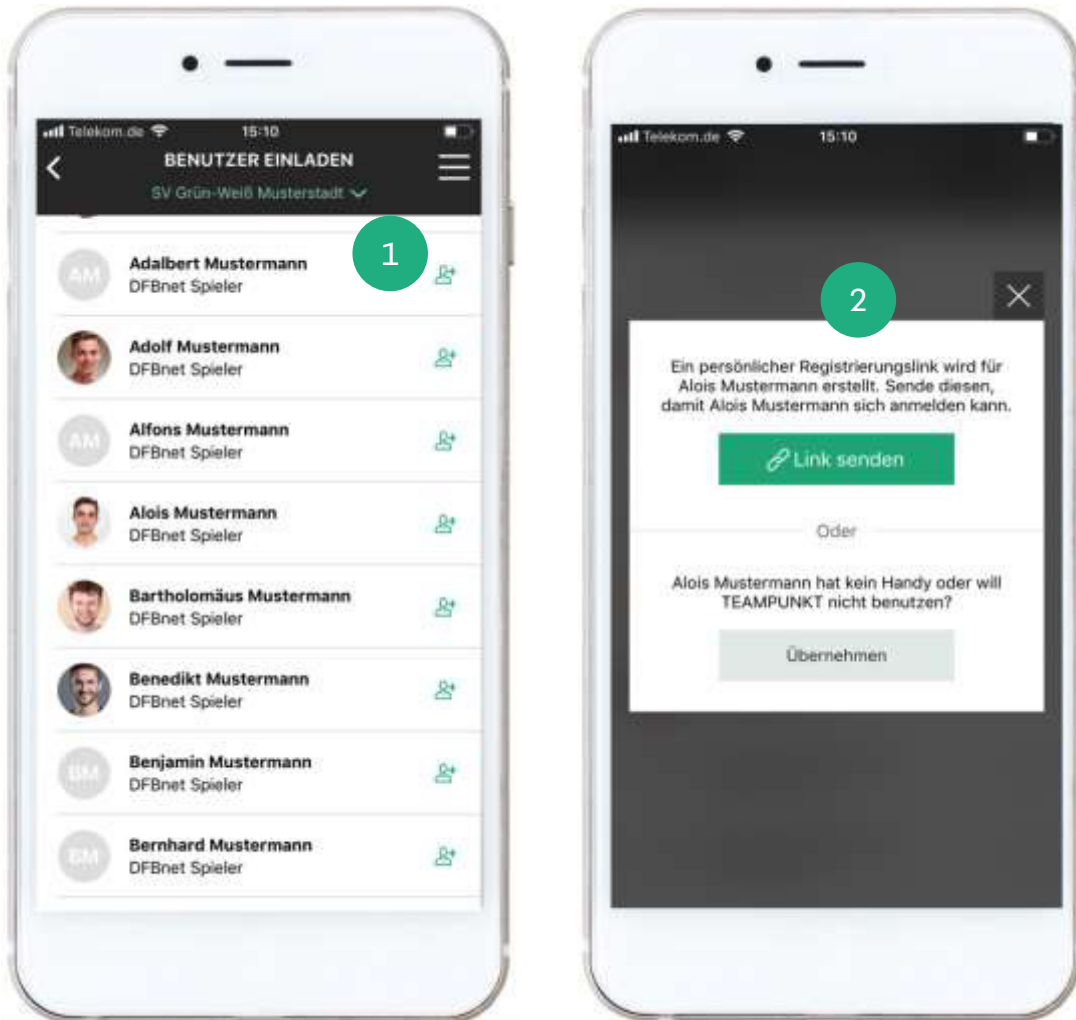 Telekom.de
15:10
BENUTZER EINLADEN
SV Grün-Weiß Musterstadt
1
AM
Adalbert Mustermann
DFBnet Spieler
Adolf Mustermann
DFBnet Spieler
AM
Alfons Mustermann
DFBnet Spieler
Alois Mustermann
DFBnet Spieler
Bartholomäus Mustermann
DFBnet Spieler
Benedikt Mustermann
DFBnet Spieler
BM
Benjamin Mustermann
DFBnet Spieler
BM
Bernhard Mustermann
DFBnet Spieler
Telekom.de
15:10
2
Ein persönlicher Registrierungslink wird für
Alois Mustermann erstellt. Sende diesen,
damit Alois Mustermann sich anmelden kann.
Link senden
Oder
Alois Mustermann hat kein Handy oder will
TEAMPUNKT nicht benutzen?
Übernehmen